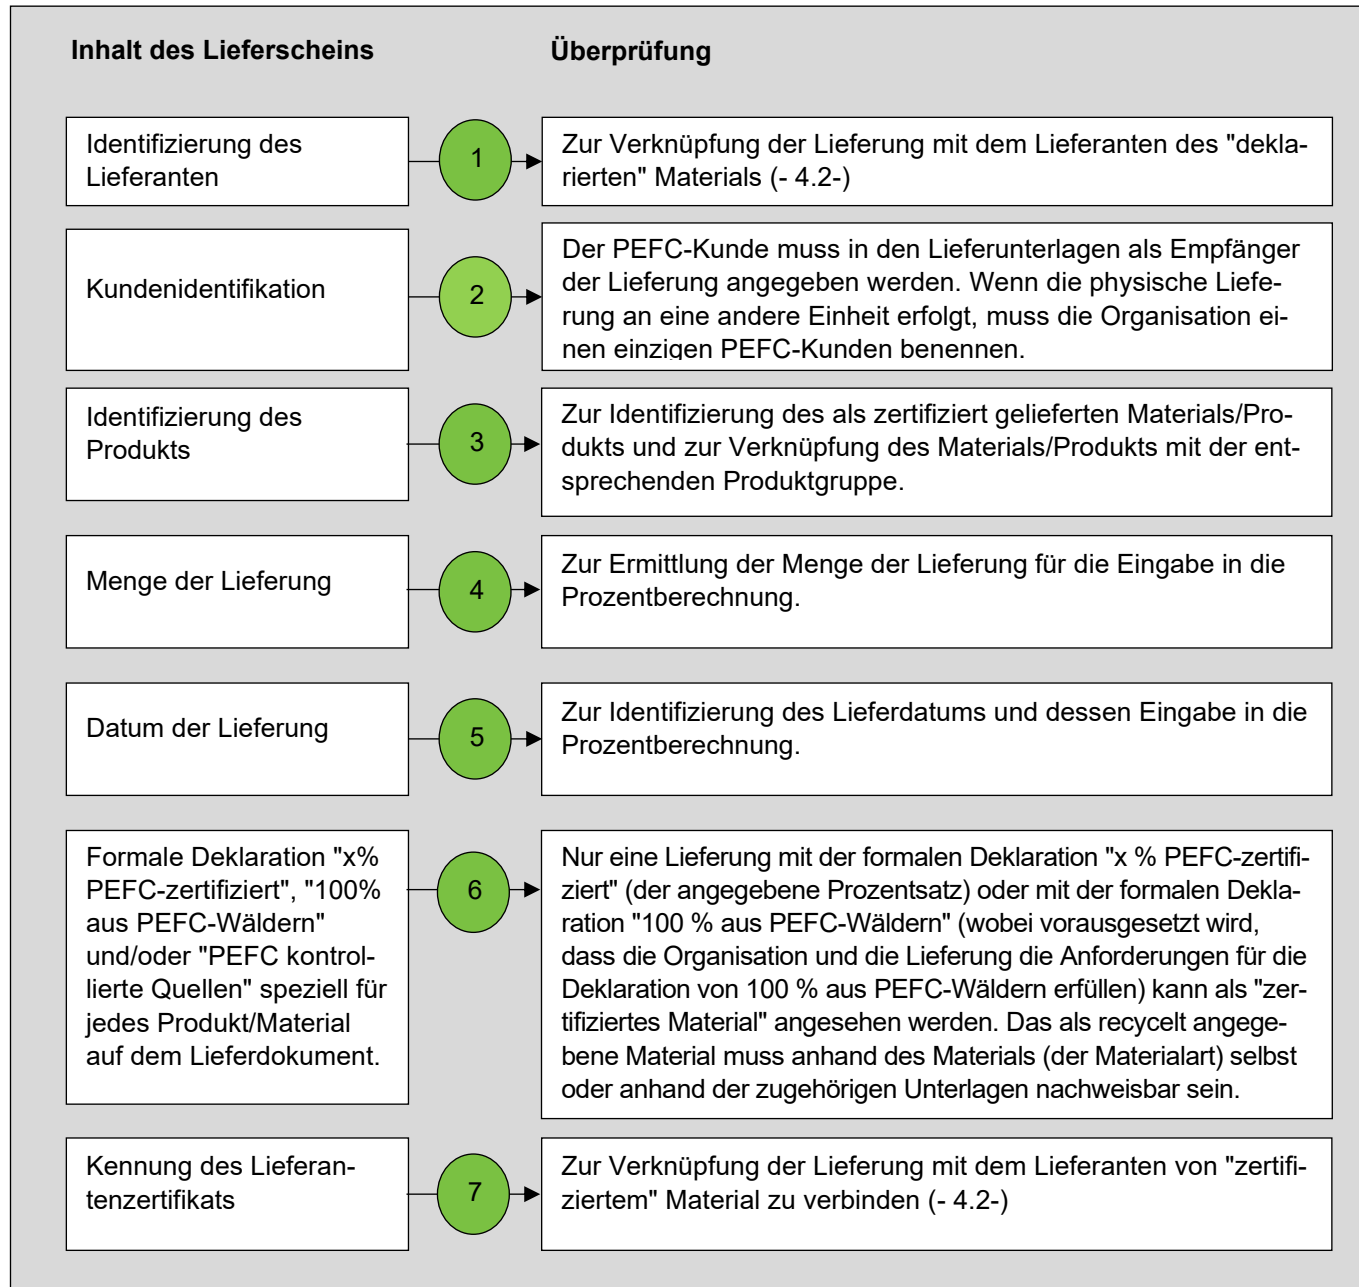 Inhalt des Lieferscheins
Überprüfung
Identifizierung des
Lieferanten
1
Zur Verknüpfung der Lieferung mit dem Lieferanten des "dekla-
rierten" Materials (- 4.2-)
Kundenidentifikation
2
Der PEFC-Kunde muss in den Lieferunterlagen als Empfänger
der Lieferung angegeben werden. Wenn die physische Liefe-
rung an eine andere Einheit erfolgt, muss die Organisation ei-
nen einzigen PEFC-Kunden benennen.
Identifizierung des
Produkts
3
Zur Identifizierung des als zertifiziert gelieferten Materials/Pro-
dukts und zur Verknüpfung des Materials/Produkts mit der ent-
sprechenden Produktgruppe.
Menge der Lieferung
4
Zur Ermittlung der Menge der Lieferung für die Eingabe in die
Prozentberechnung.
Datum der Lieferung
5
Zur Identifizierung des Lieferdatums und dessen Eingabe in die
Prozentberechnung.
Formale Deklaration "x%
PEFC-zertifiziert", "100%
aus PEFC-Wäldern"
und/oder "PEFC kontrol-
lierte Quellen" speziell für
jedes Produkt/Material
auf dem Lieferdokument.
6
Nur eine Lieferung mit der formalen Deklaration "x % PEFC-zertifi-
ziert" (der angegebene Prozentsatz) oder mit der formalen Dekla-
ration "100 % aus PEFC-Wäldern" (wobei vorausgesetzt wird,
dass die Organisation und die Lieferung die Anforderungen für die
Deklaration von 100 % aus PEFC-Wäldern erfüllen) kann als "zer-
tifiziertes Material" angesehen werden. Das als recycelt angege-
bene Material muss anhand des Materials (der Materialart) selbst
oder anhand der zugehörigen Unterlagen nachweisbar sein.
Kennung des Lieferan-
tenzertifikats
7
Zur Verknüpfung der Lieferung mit dem Lieferanten von "zertifi-
ziertem" Material zu verbinden (- 4.2-)